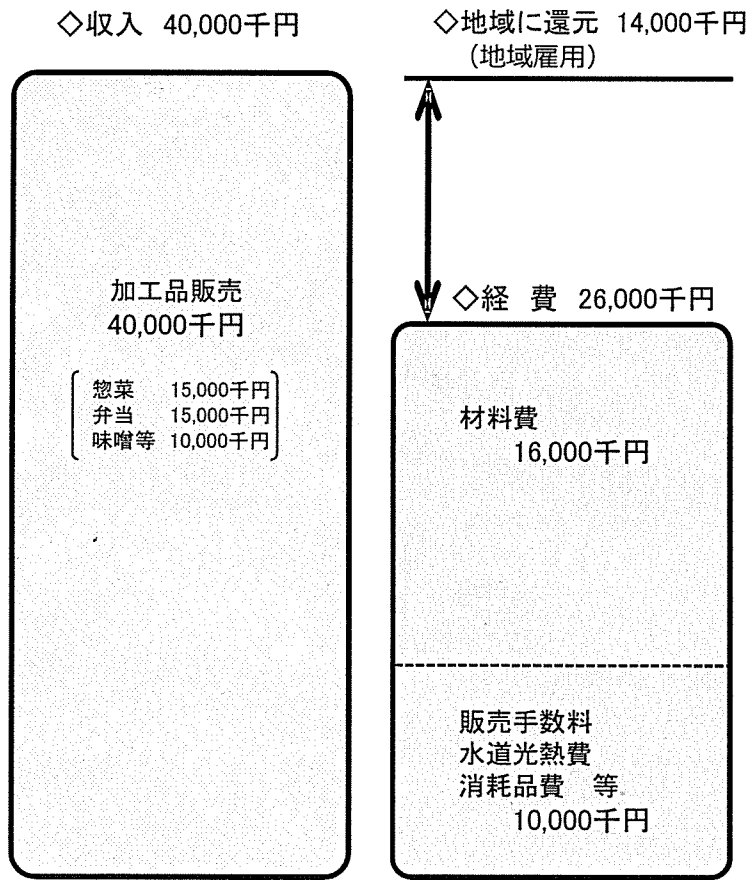 ◇収入 40,000千円
加工品販売
40,000千円
惣菜 15,000千円
弁当 15,000千円
味噌等 10,000千円
◇地域に還元 14,000千円
(地域雇用)
◇経 費 26,000千円
材料費
16,000千円
販売手数料
水道光熱費
消耗品費 等
10,000千円